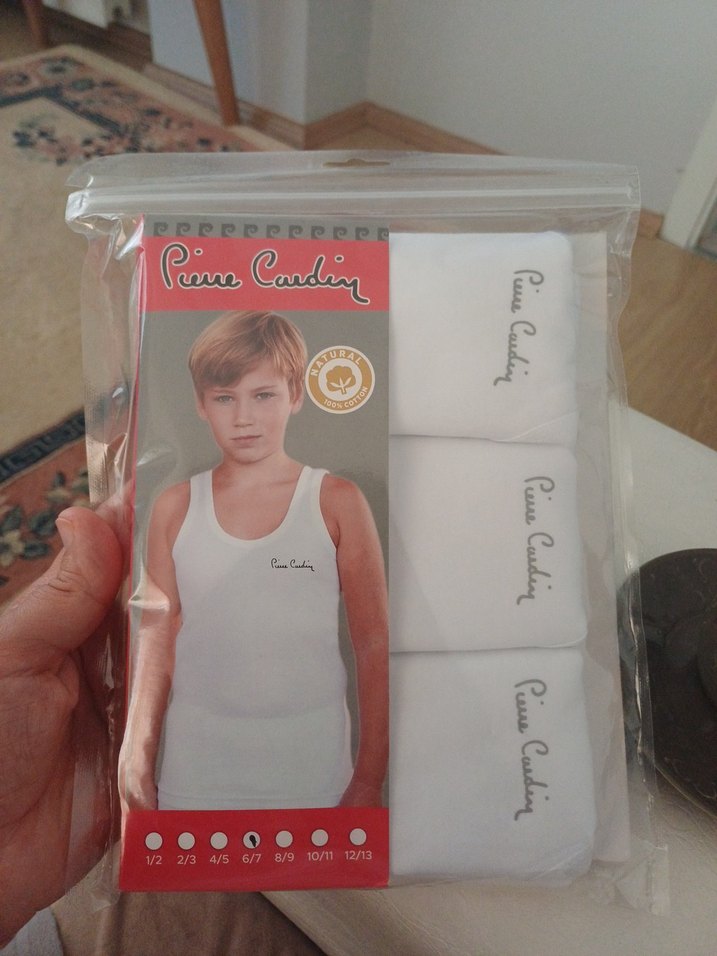 Pierre Cardin
NATURAL
100% COTTON
Pierre Cardin
1/2 2/3 4/5 6/7 8/9 10/11 12/13
Pierre Cardin
Pierre Cardin
Pierre Cardin